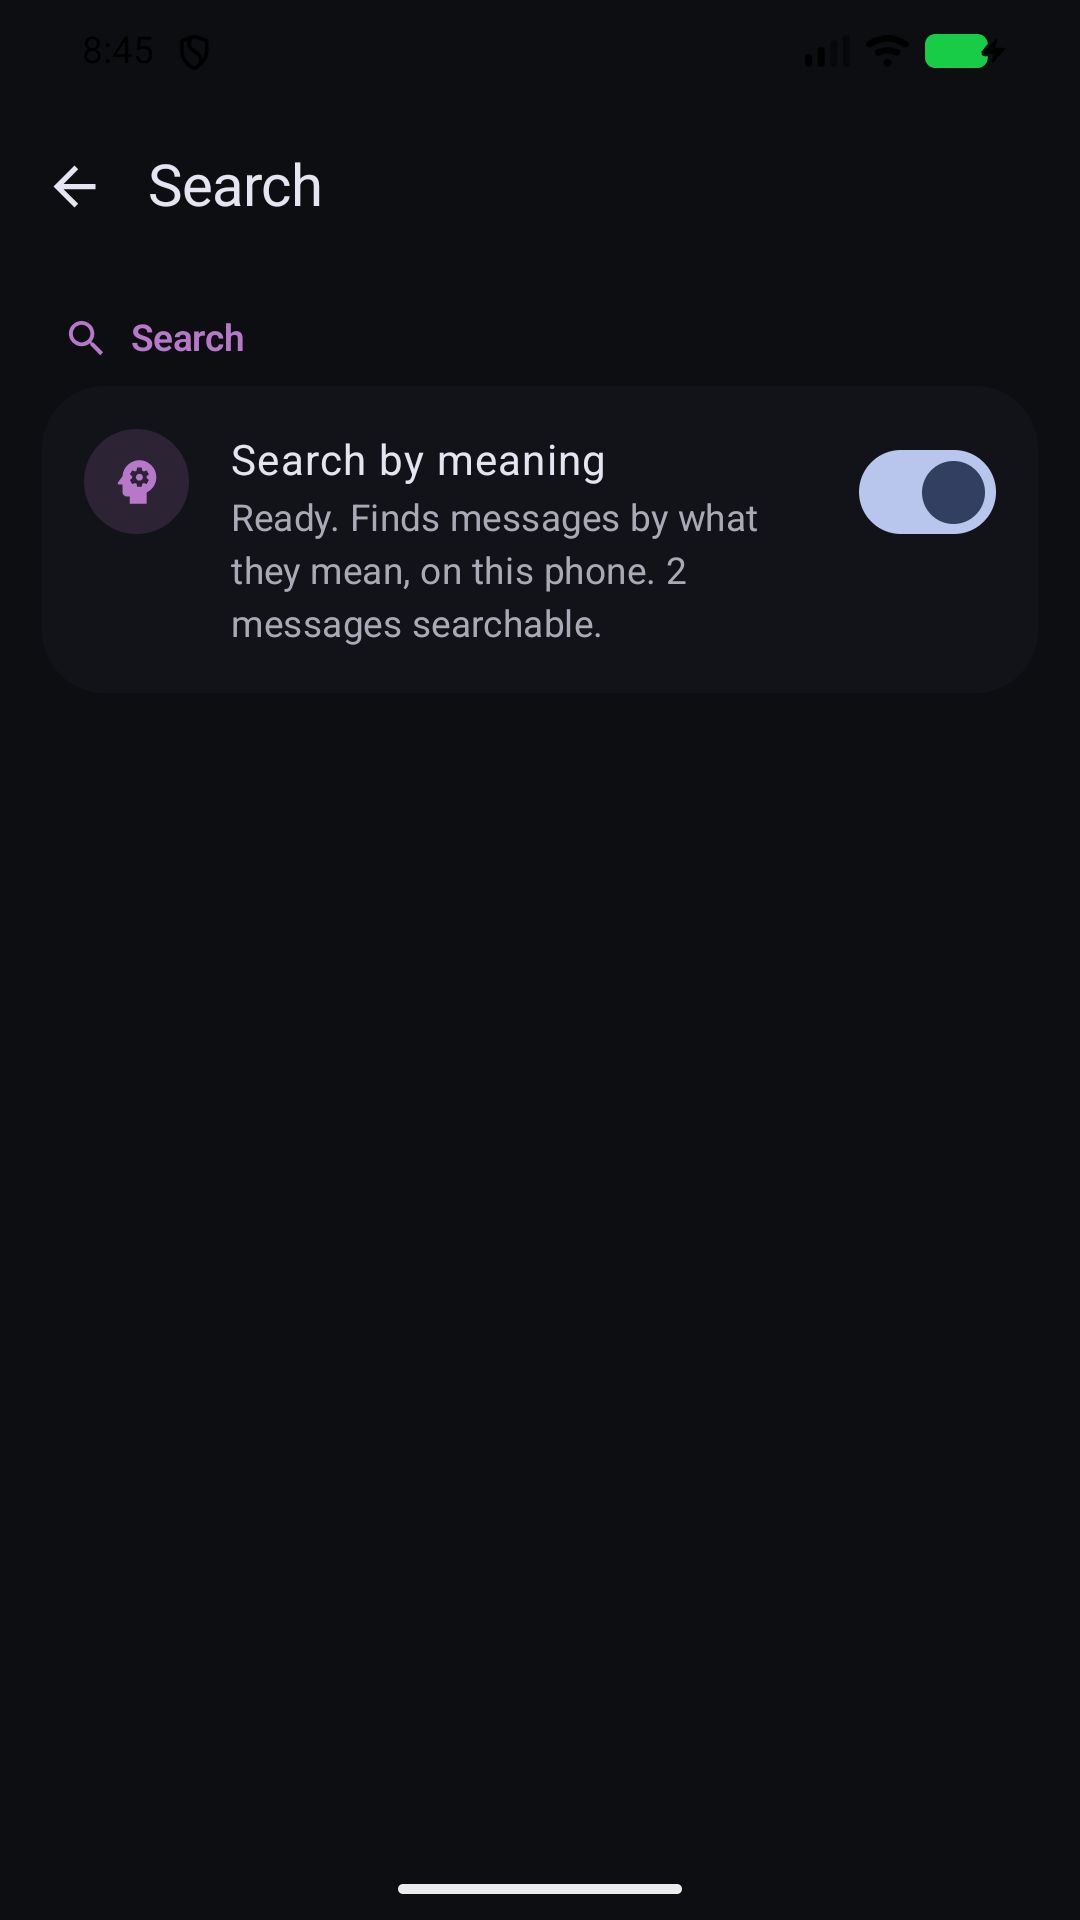 8:45
Search
Search
Search by meaning
Ready. Finds messages by what
they mean, on this phone. 2
messages searchable.